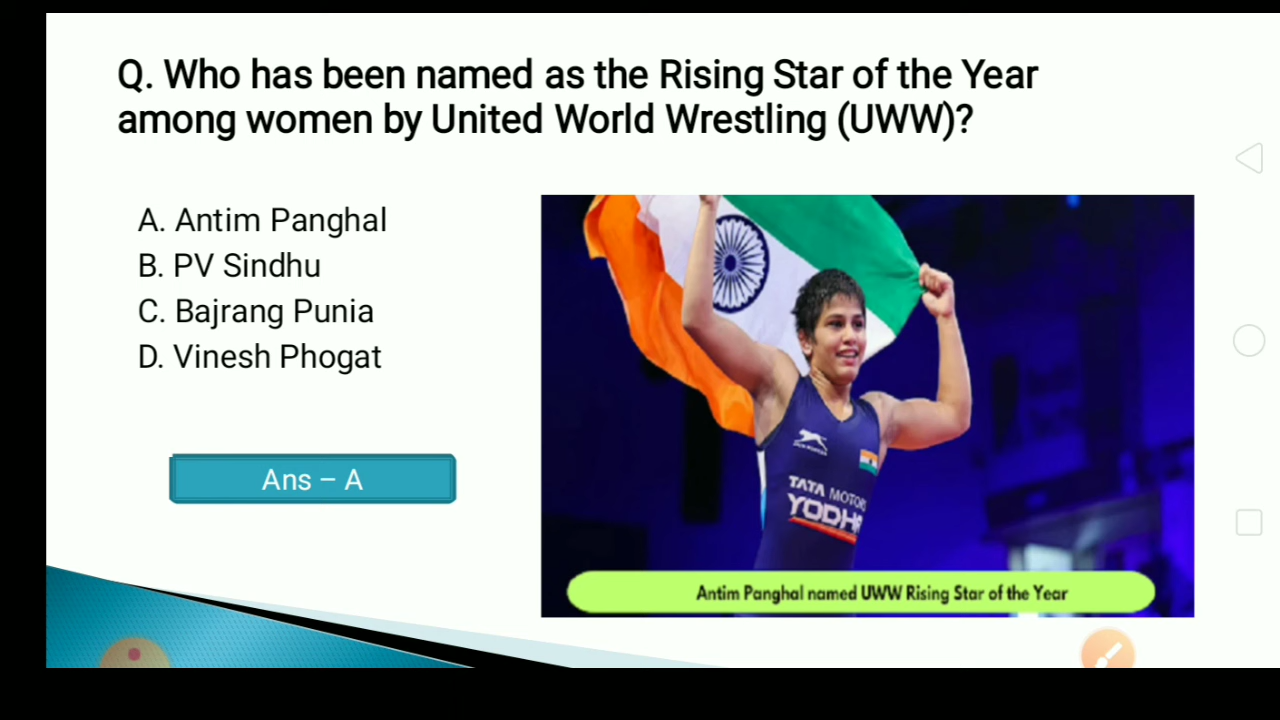 Q. Who has been named as the Rising Star of the Year
among women by United World Wrestling (UWW)?
A. Antim Panghal
B. PV Sindhu
C. Bajrang Punia
D. Vinesh Phogat
Ans – A
TATA MOTORS
YODHA
Antim Panghal named UWW Rising Star of the Year